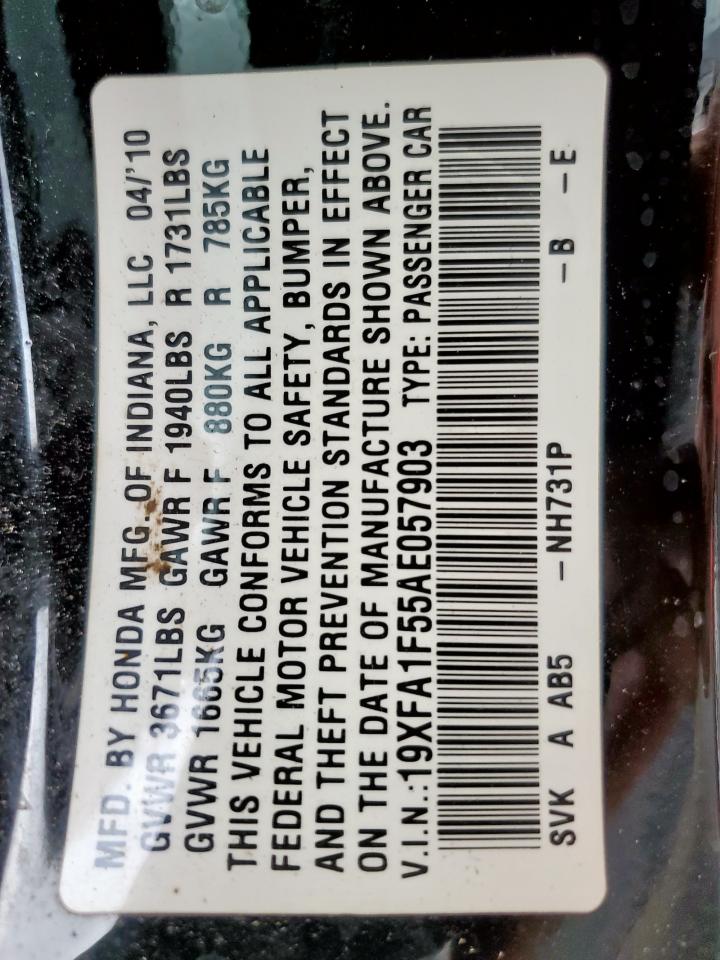 MFD. BY HONDA MFG. OF INDIANA, LLC 04/'10
GVWR 3671LBS GAWR F 1940LBS R 1731LBS
GVWR 1665KG GAWR F 880KG R 785KG
THIS VEHICLE CONFORMS TO ALL APPLICABLE
FEDERAL MOTOR VEHICLE SAFETY, BUMPER,
AND THEFT PREVENTION STANDARDS IN EFFECT
ON THE DATE OF MANUFACTURE SHOWN ABOVE.
V.I.N.:19XFA1F55AE057903 TYPE: PASSENGER CAR
SVK A AB5 -NH731P -B -E